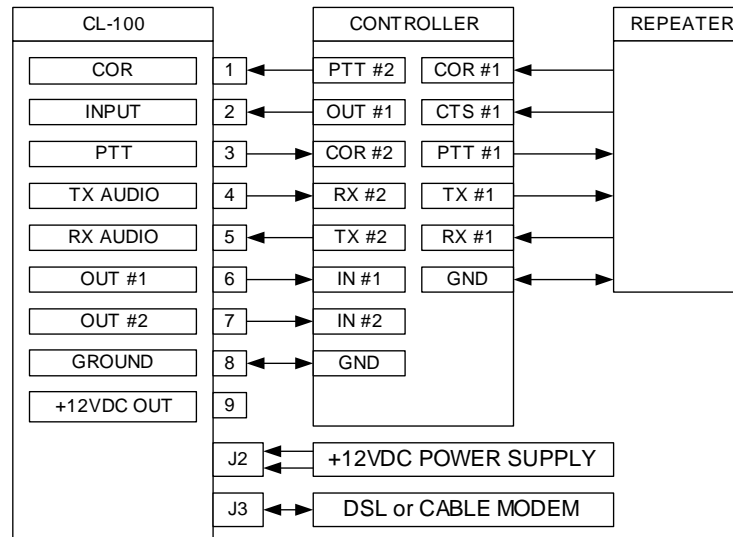 CL-100 CONTROLLER REPEATER
COR 1 PTT #2 COR #1
INPUT 2 OUT #1 CTS #1
PTT 3 COR #2 PTT #1
TX AUDIO 4 RX #2 TX #1
RX AUDIO 5 TX #2 RX #1
OUT #1 6 IN #1 GND
OUT #2 7 IN #2
GROUND 8 GND
+12VDC OUT 9
J2 +12VDC POWER SUPPLY
J3 DSL or CABLE MODEM